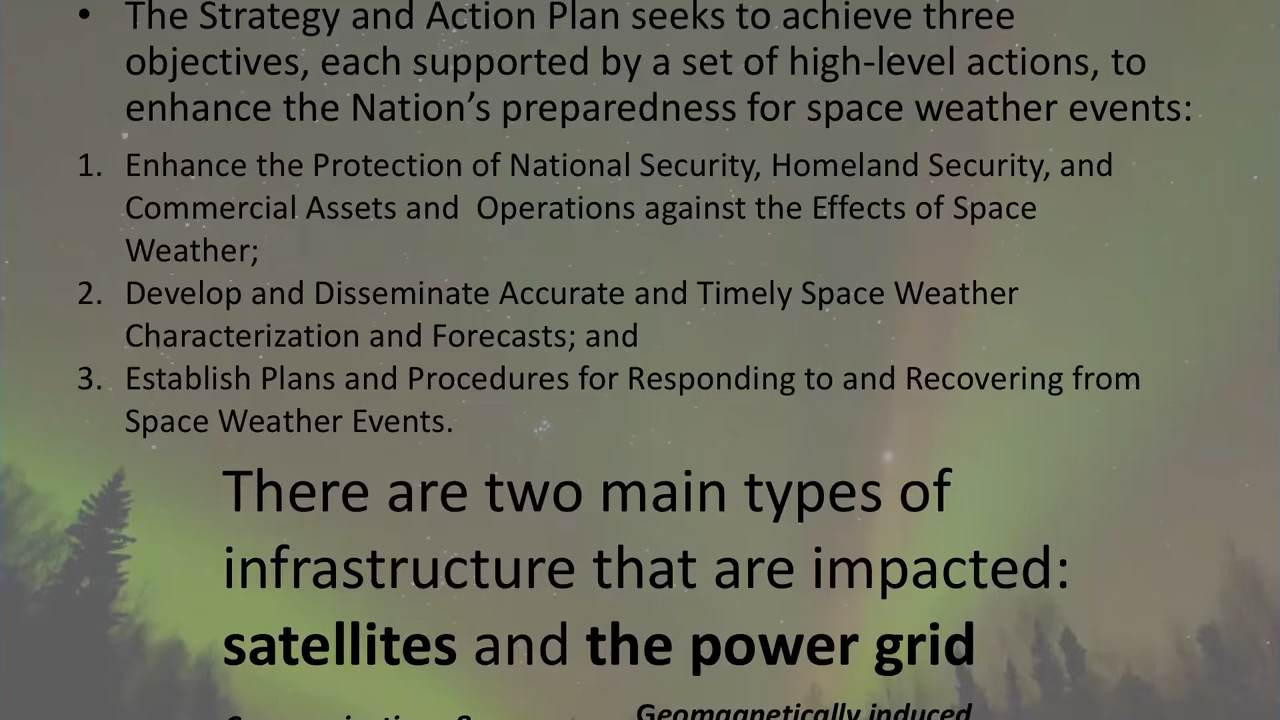 • The Strategy and Action Plan seeks to achieve three
objectives, each supported by a set of high-level actions, to
enhance the Nation’s preparedness for space weather events:
1. Enhance the Protection of National Security, Homeland Security, and
Commercial Assets and  Operations against the Effects of Space
Weather;
2. Develop and Disseminate Accurate and Timely Space Weather
Characterization and Forecasts; and
3. Establish Plans and Procedures for Responding to and Recovering from
Space Weather Events.
There are two main types of
infrastructure that are impacted:
satellites and the power grid
Geomagnetically induced